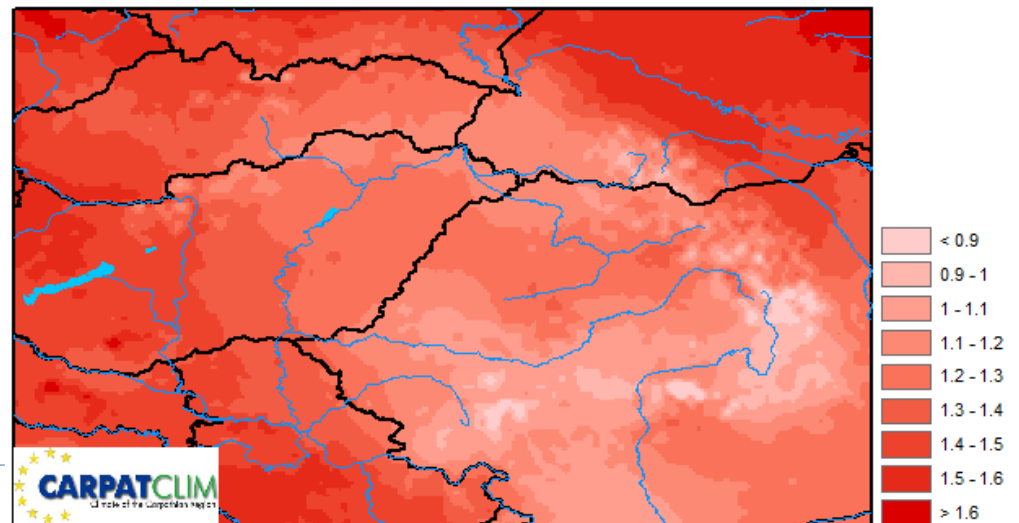 < 0.9
0.9 - 1
1 - 1.1
1.1 - 1.2
1.2 - 1.3
1.3 - 1.4
1.4 - 1.5
1.5 - 1.6
> 1.6
CARPATCLIM
Climate of the Carpathian Region